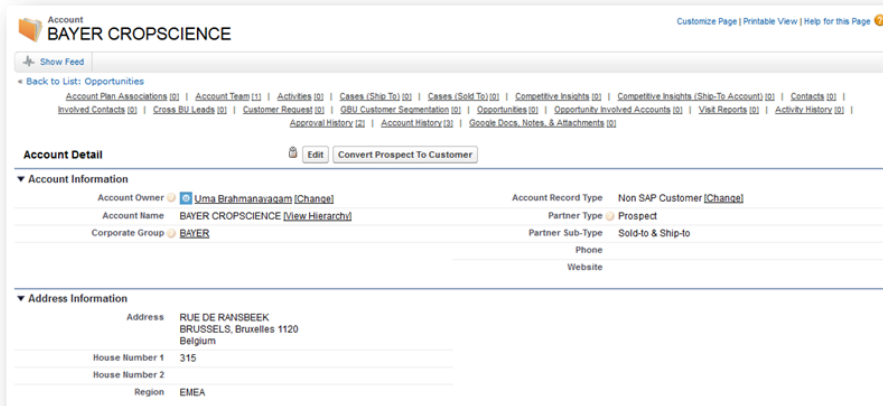 Account
BAYER CROPSCIENCE
Customize Page | Printable View | Help for this Page
Show Feed
« Back to List: Opportunities
Account Plan Associations [0] | Account Team [1] | Activities [0] | Cases (Ship To) [0] | Cases (Sold To) [0] | Competitive Insights [0] | Competitive Insights (Ship-To Account) [0] | Contacts [0] |
Involved Contacts [0] | Cross BU Leads [0] | Customer Request [0] | GBU Customer Segmentation [0] | Opportunities [0] | Opportunity Involved Accounts [0] | Visit Reports [0] | Activity History [0] |
Approval History [2] | Account History [3] | Google Docs, Notes, & Attachments [0]
Account Detail Edit Convert Prospect To Customer
Account Information
Account Owner Uma Brahmanayagam [Change] Account Record Type Non SAP Customer [Change]
Account Name BAYER CROPSCIENCE [View Hierarchy] Partner Type Prospect
Corporate Group BAYER Partner Sub-Type Sold-to & Ship-to
Phone
Website
Address Information
Address RUE DE RANSBEEK
BRUSSELS, Bruxelles 1120
Belgium
House Number 1 315
House Number 2
Region EMEA